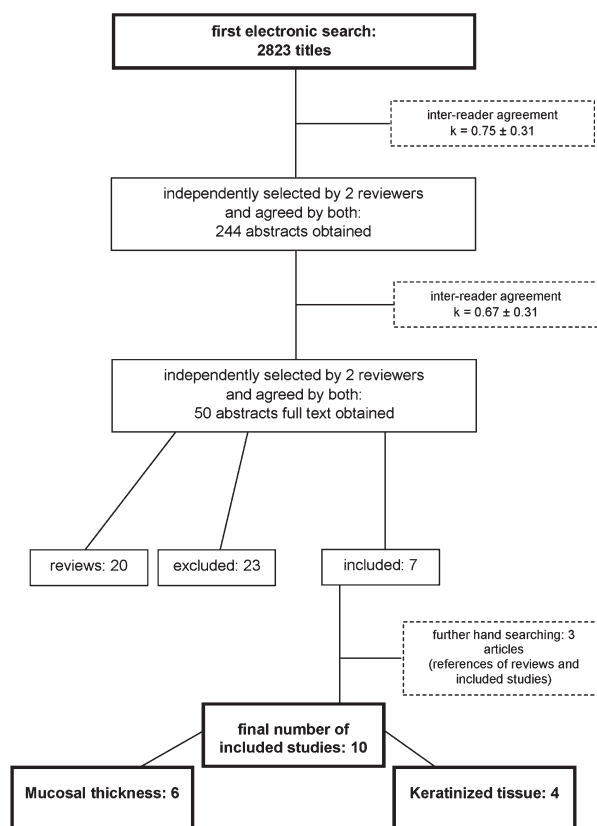 first electronic search:
2823 titles
inter-reader agreement
k = 0.75 ± 0.31
independently selected by 2 reviewers
and agreed by both:
244 abstracts obtained
inter-reader agreement
k = 0.67 ± 0.31
independently selected by 2 reviewers
and agreed by both:
50 abstracts full text obtained
reviews: 20
excluded: 23
included: 7
further hand searching: 3
articles
(references of reviews and
included studies)
final number of
included studies: 10
Mucosal thickness: 6
Keratinized tissue: 4